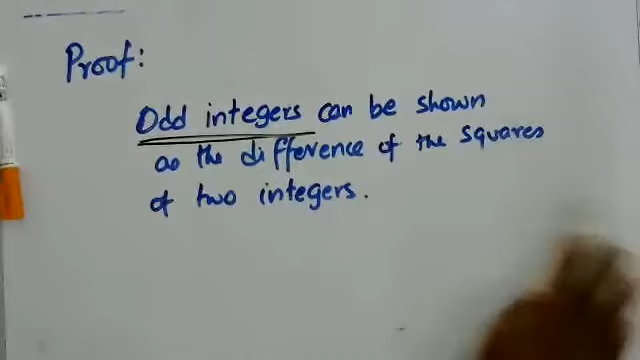 Proof:
Odd integers can be shown
as the difference of the squares
of two integers.